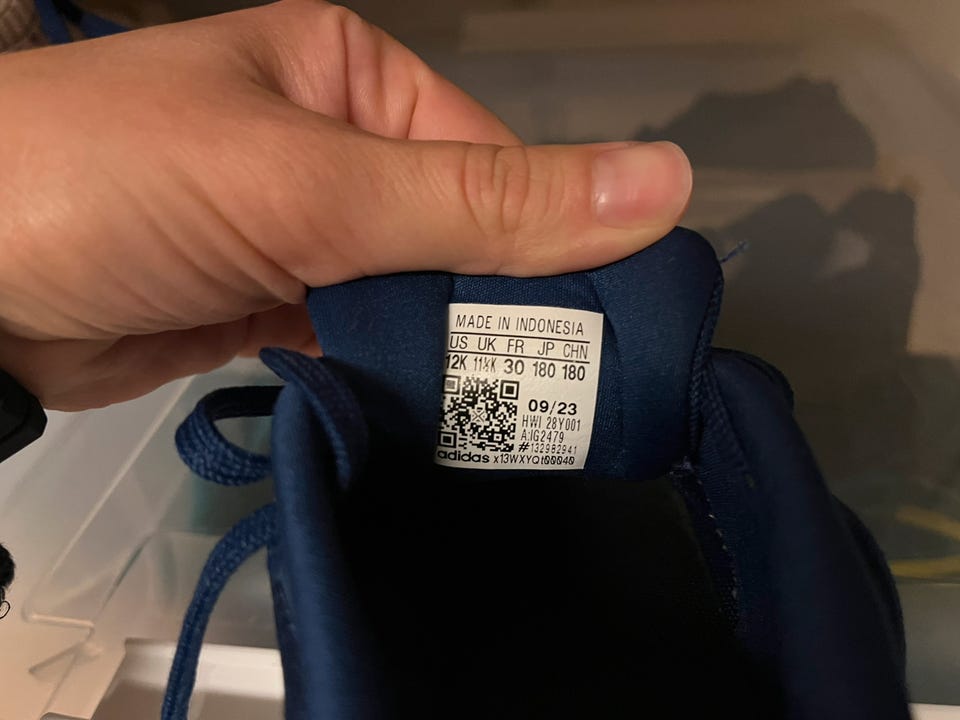 MADE IN INDONESIA
US UK FR JP CHN
12K 11½K 30 180 180
09/23
HWI 28Y001
A:IG2479
#132982941
adidas x13WXYQt00040